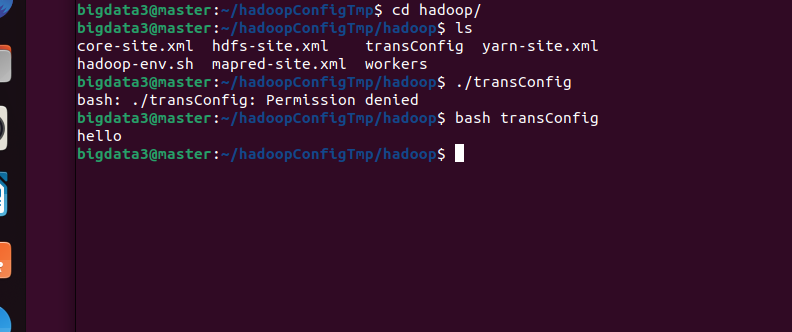 bigdata3@master:~/hadoopConfigTmp$ cd hadoop/
bigdata3@master:~/hadoopConfigTmp/hadoop$ ls
core-site.xml  hdfs-site.xml    transConfig  yarn-site.xml
hadoop-env.sh  mapred-site.xml  workers
bigdata3@master:~/hadoopConfigTmp/hadoop$ ./transConfig
bash: ./transConfig: Permission denied
bigdata3@master:~/hadoopConfigTmp/hadoop$ bash transConfig
hello
bigdata3@master:~/hadoopConfigTmp/hadoop$